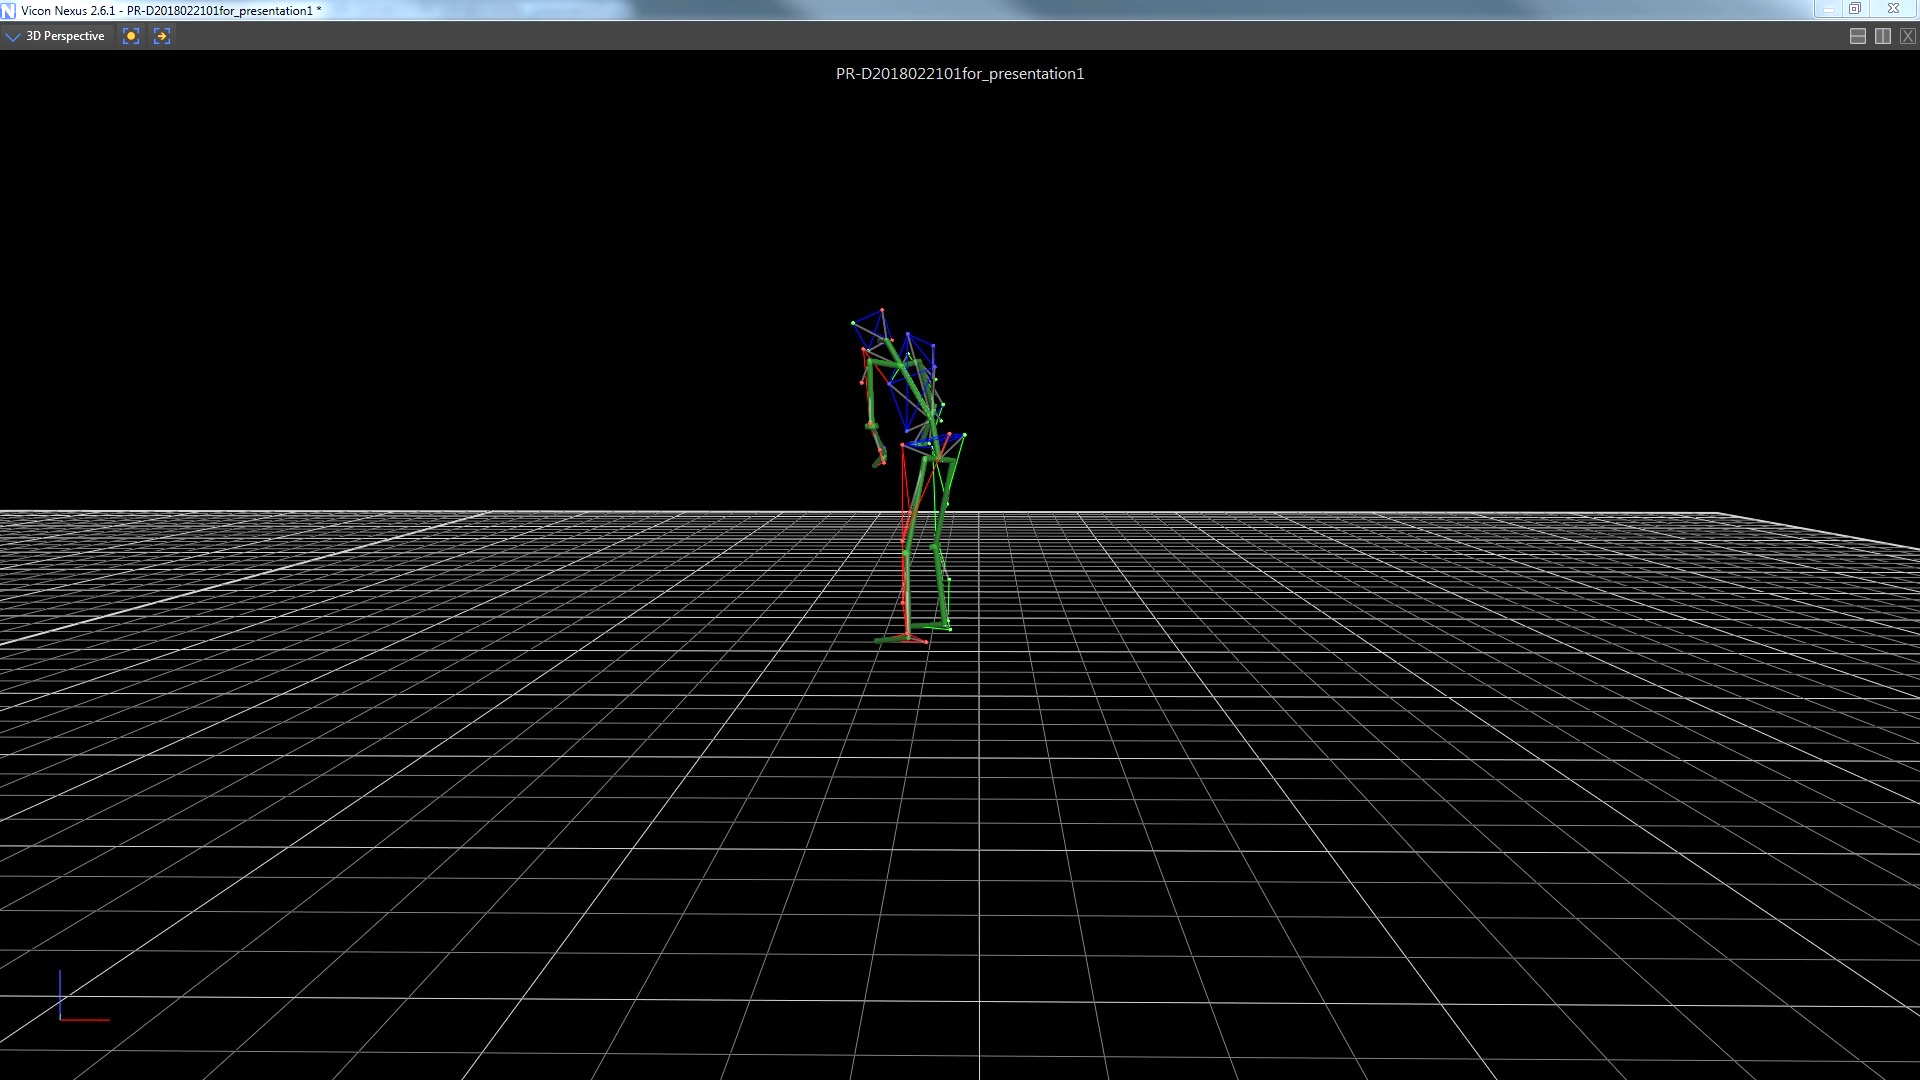 Vicon Nexus 2.6.1 - PR-D2018022101for_presentation1 *
3D Perspective
PR-D2018022101for_presentation1